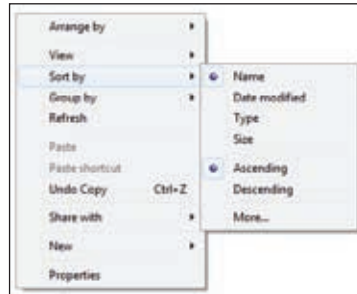 Arrange by
View
Sort by
Group by
Refresh
Paste
Paste shortcut
Undo Copy Ctrl+Z
Share with
New
Properties
Name
Date modified
Type
Size
Ascending
Descending
More...